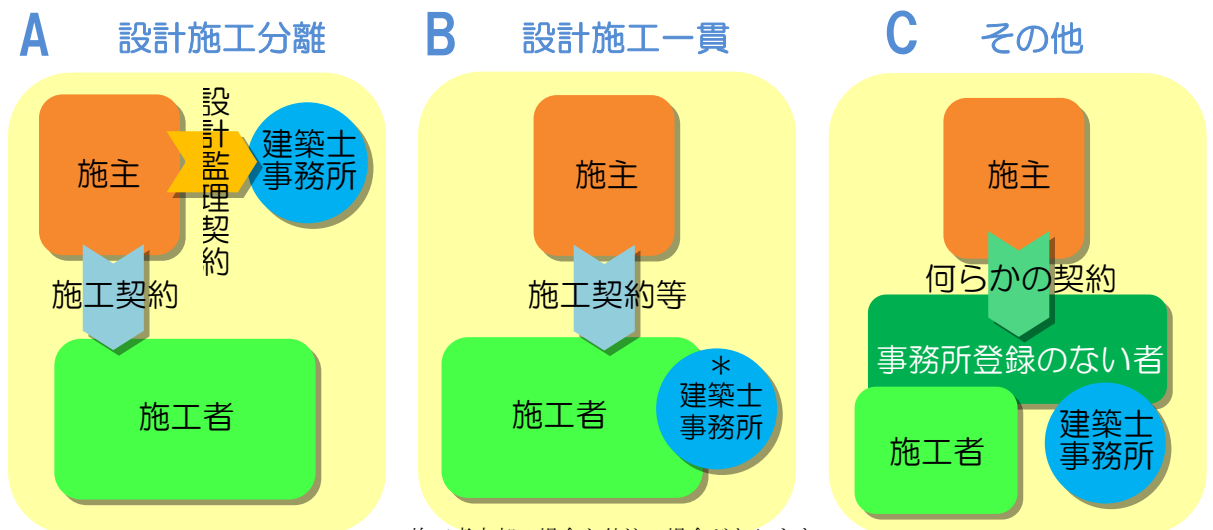 A 設計施工分離
施主
設計監理契約
建築士
事務所
施工契約
施工者
B 設計施工一貫
施主
施工契約等
施工者
＊
建築士
事務所
C その他
施主
何らかの契約
事務所登録のない者
施工者
建築士
事務所